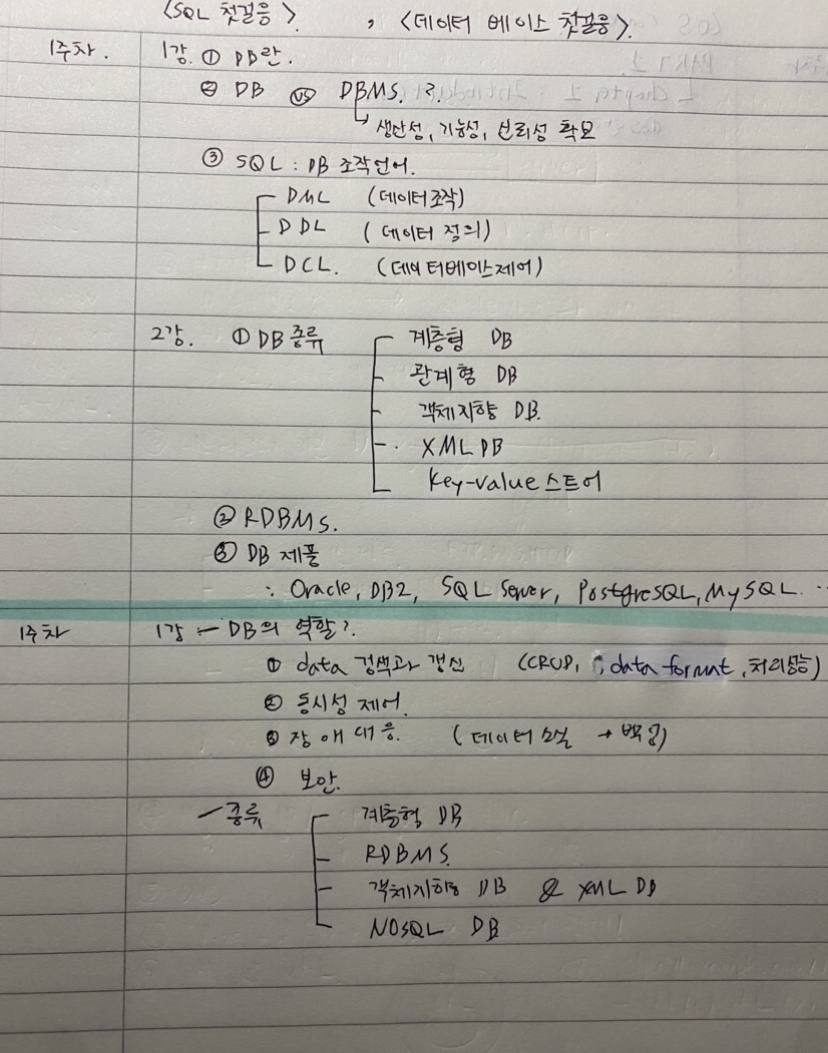 <SQL 첫걸음>. , <데이터 베이스 첫걸음>.
1주차. 1강. ① DB란.
② DB VS DBMS. ?.
↳ 생산성, 기능성, 신뢰성 확보
③ SQL : DB 조작언어.
DML (데이터조작)
DDL (데이터 정의)
DCL. (데이터베이스제어)
2강. ① DB 종류 계층형 DB
관계형 DB
객체지향 DB.
XML DB
Key-value 스토어
② RDBMS.
③ DB 제품
: Oracle, DB2, SQL Server, PostgreSQL, MySQL. ...
1주차 1강 - DB의 역할?.
① data 검색과 갱신 (CRUD, data format, 처리성능)
② 동시성 제어.
③ 장애 대응. (데이터 소실 → 백업)
④ 보안.
- 종류 계층형 DB
RDBMS.
객체지향 DB & XML DB
NOSQL DB